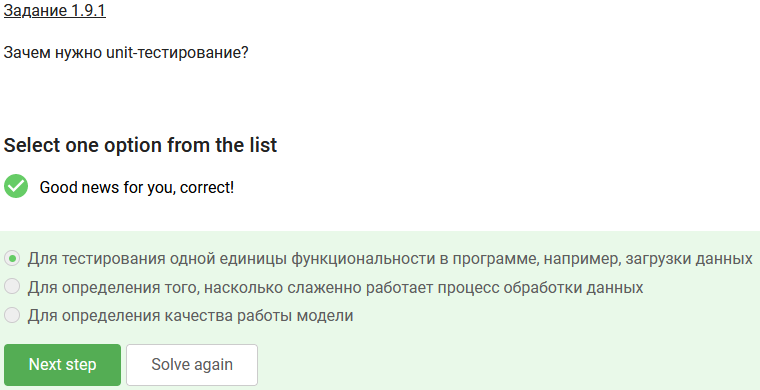 Задание 1.9.1
Зачем нужно unit-тестирование?
Select one option from the list
Good news for you, correct!
Для тестирования одной единицы функциональности в программе, например, загрузки данных
Для определения того, насколько слаженно работает процесс обработки данных
Для определения качества работы модели
Next step Solve again